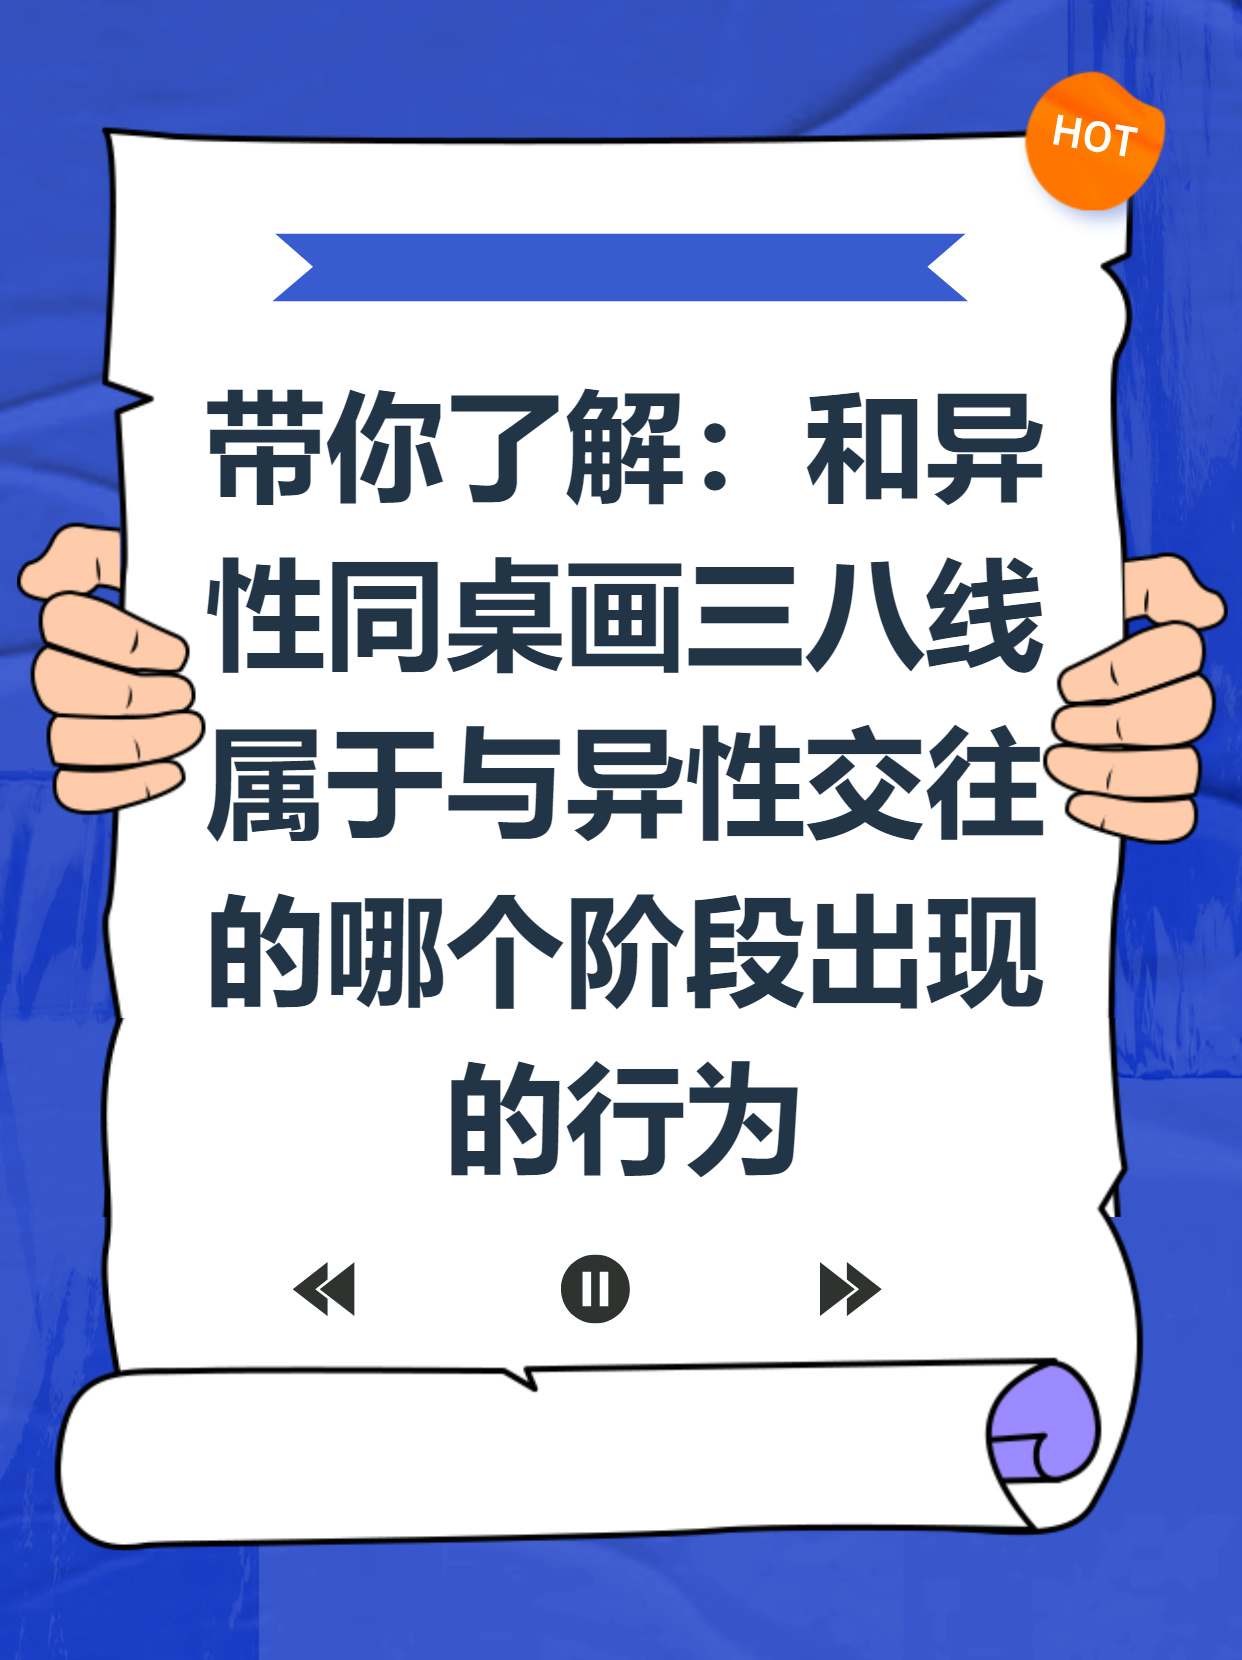 HOT
带你了解：和异
性同桌画三八线
属于与异性交往
的哪个阶段出现
的行为